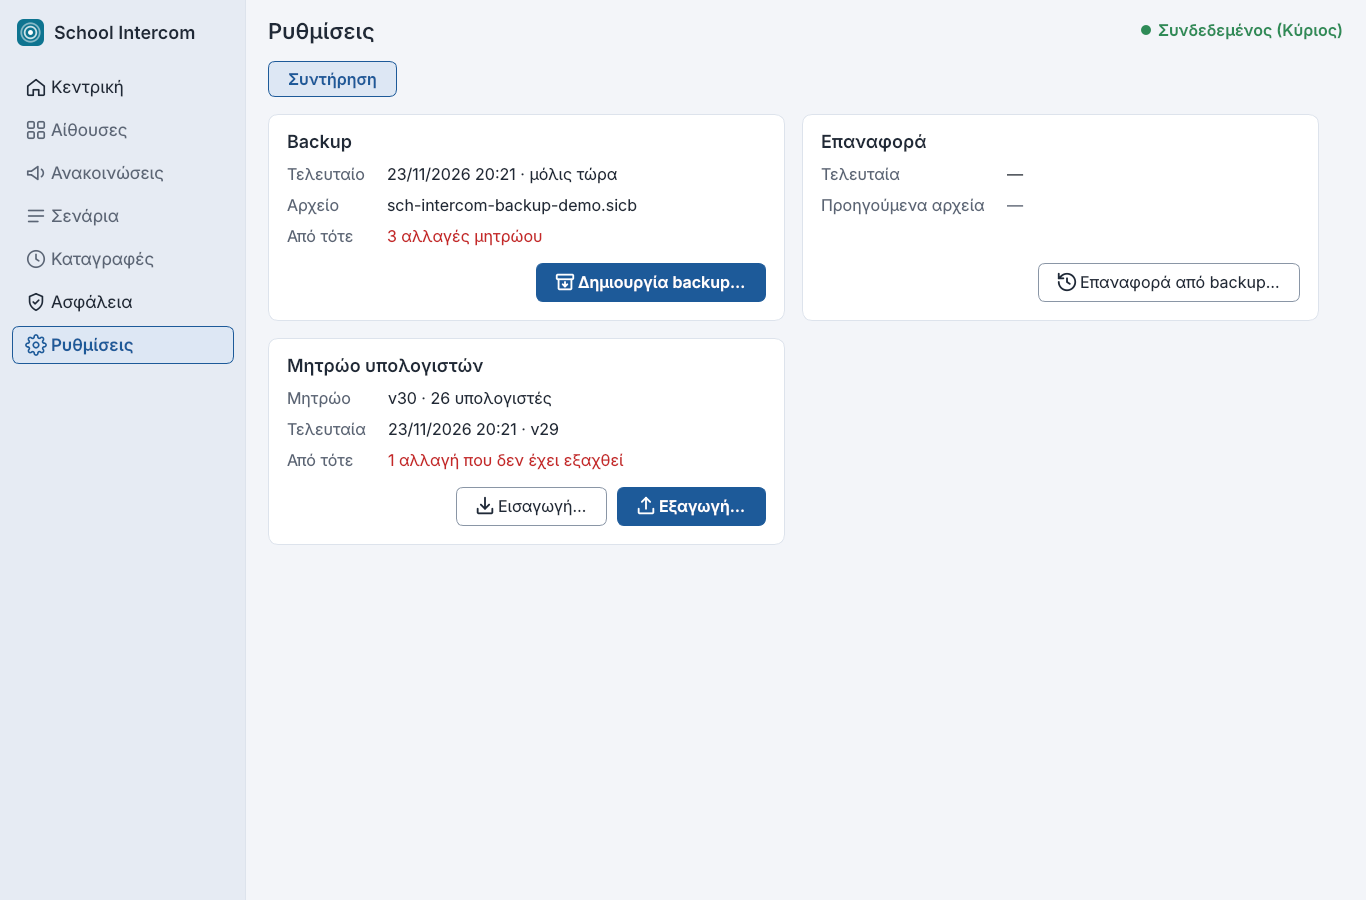 School Intercom
Κεντρική
Αίθουσες
Ανακοινώσεις
Σενάρια
Καταγραφές
Ασφάλεια
Ρυθμίσεις
Ρυθμίσεις
Συνδεδεμένος (Κύριος)
Συντήρηση
Backup
Τελευταίο 23/11/2026 20:21 · μόλις τώρα
Αρχείο sch-intercom-backup-demo.sicb
Από τότε 3 αλλαγές μητρώου
Δημιουργία backup...
Επαναφορά
Τελευταία —
Προηγούμενα αρχεία —
Επαναφορά από backup...
Μητρώο υπολογιστών
Μητρώο v30 · 26 υπολογιστές
Τελευταία 23/11/2026 20:21 · v29
Από τότε 1 αλλαγή που δεν έχει εξαχθεί
Εισαγωγή... Εξαγωγή...